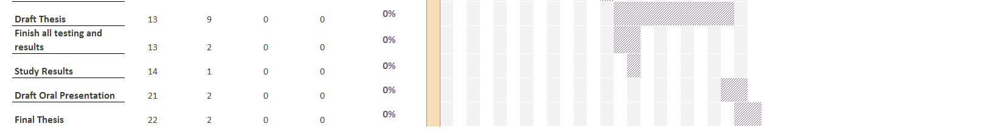 Draft Thesis 13 9 0 0 0%
Finish all testing and
results 13 2 0 0 0%
Study Results 14 1 0 0 0%
Draft Oral Presentation 21 2 0 0 0%
Final Thesis 22 2 0 0 0%